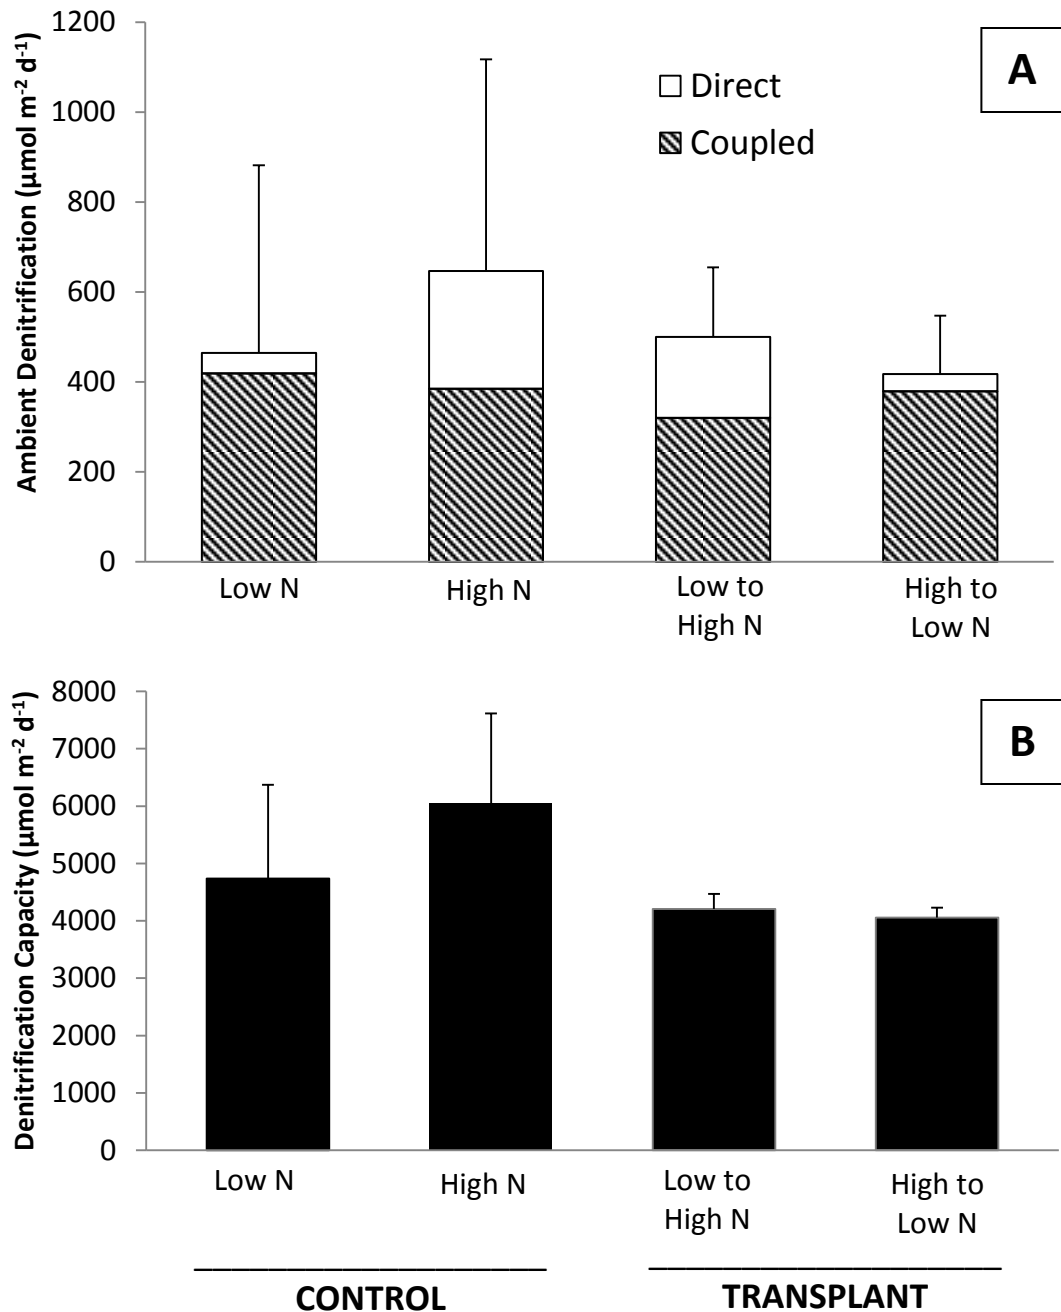 1200
1000
800
600
400
200
0
Ambient Denitrification (µmol m⁻² d⁻¹)
A
Direct
Coupled
Low N
High N
Low to
High N
High to
Low N
8000
7000
6000
5000
4000
3000
2000
1000
0
Denitrification Capacity (µmol m⁻² d⁻¹)
B
Low N
High N
Low to
High N
High to
Low N
CONTROL
TRANSPLANT